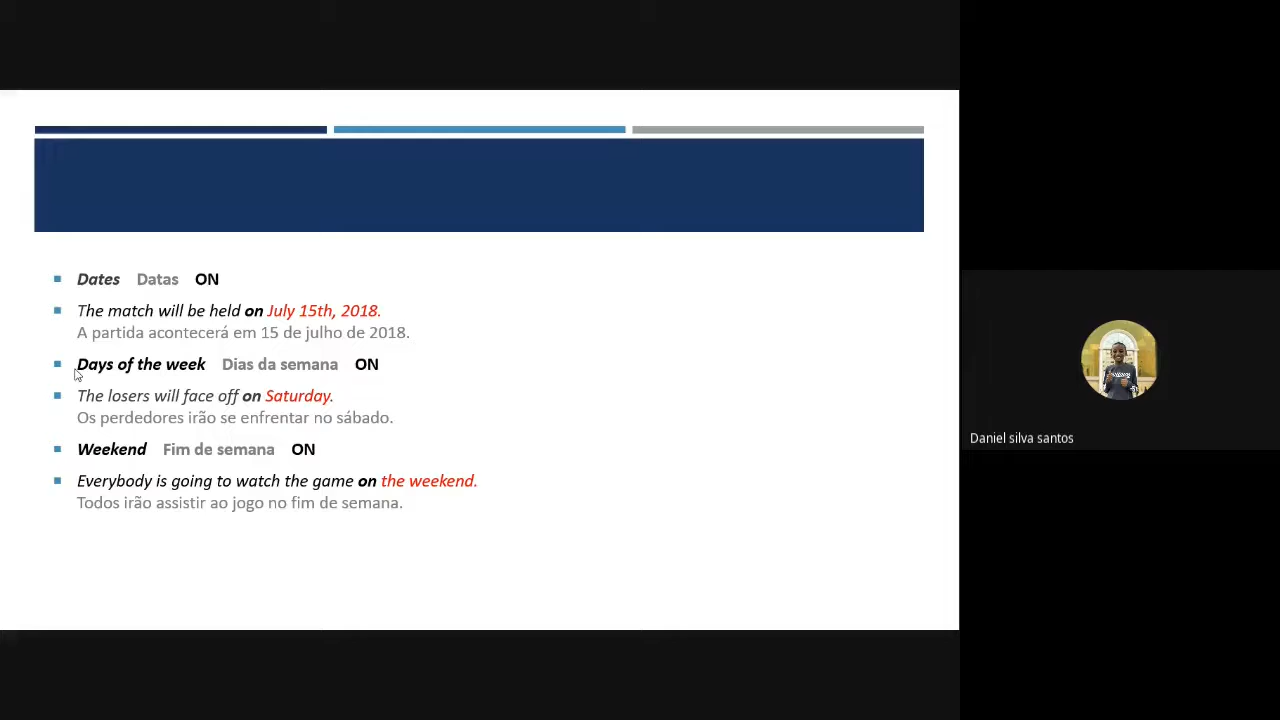 Dates Datas ON
The match will be held on July 15th, 2018.
A partida acontecerá em 15 de julho de 2018.
Days of the week Dias da semana ON
The losers will face off on Saturday.
Os perdedores irão se enfrentar no sábado.
Weekend Fim de semana ON
Everybody is going to watch the game on the weekend.
Todos irão assistir ao jogo no fim de semana.
Daniel silva santos